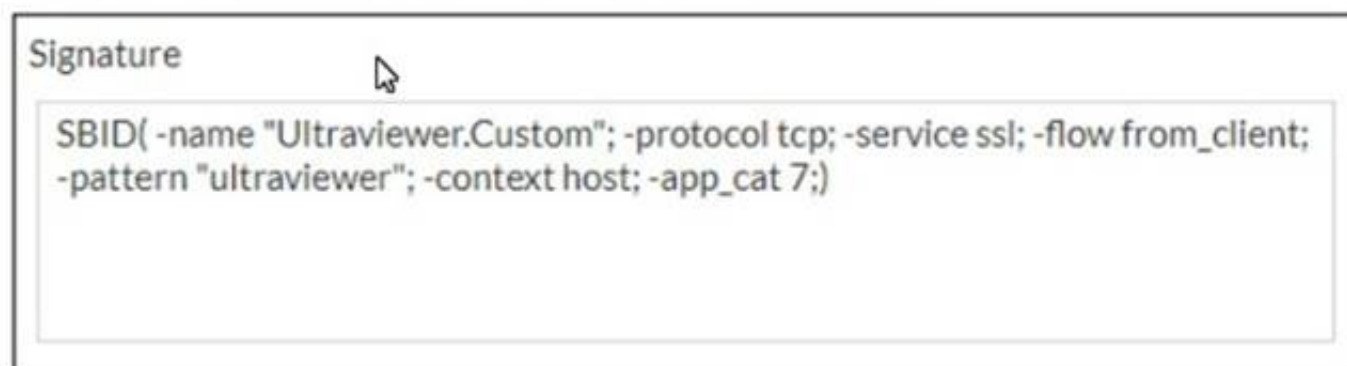 Signature
SBID( -name "Ultraviewer.Custom"; -protocol tcp; -service ssl; -flow from_client;
-pattern "ultraviewer"; -context host; -app_cat 7;)